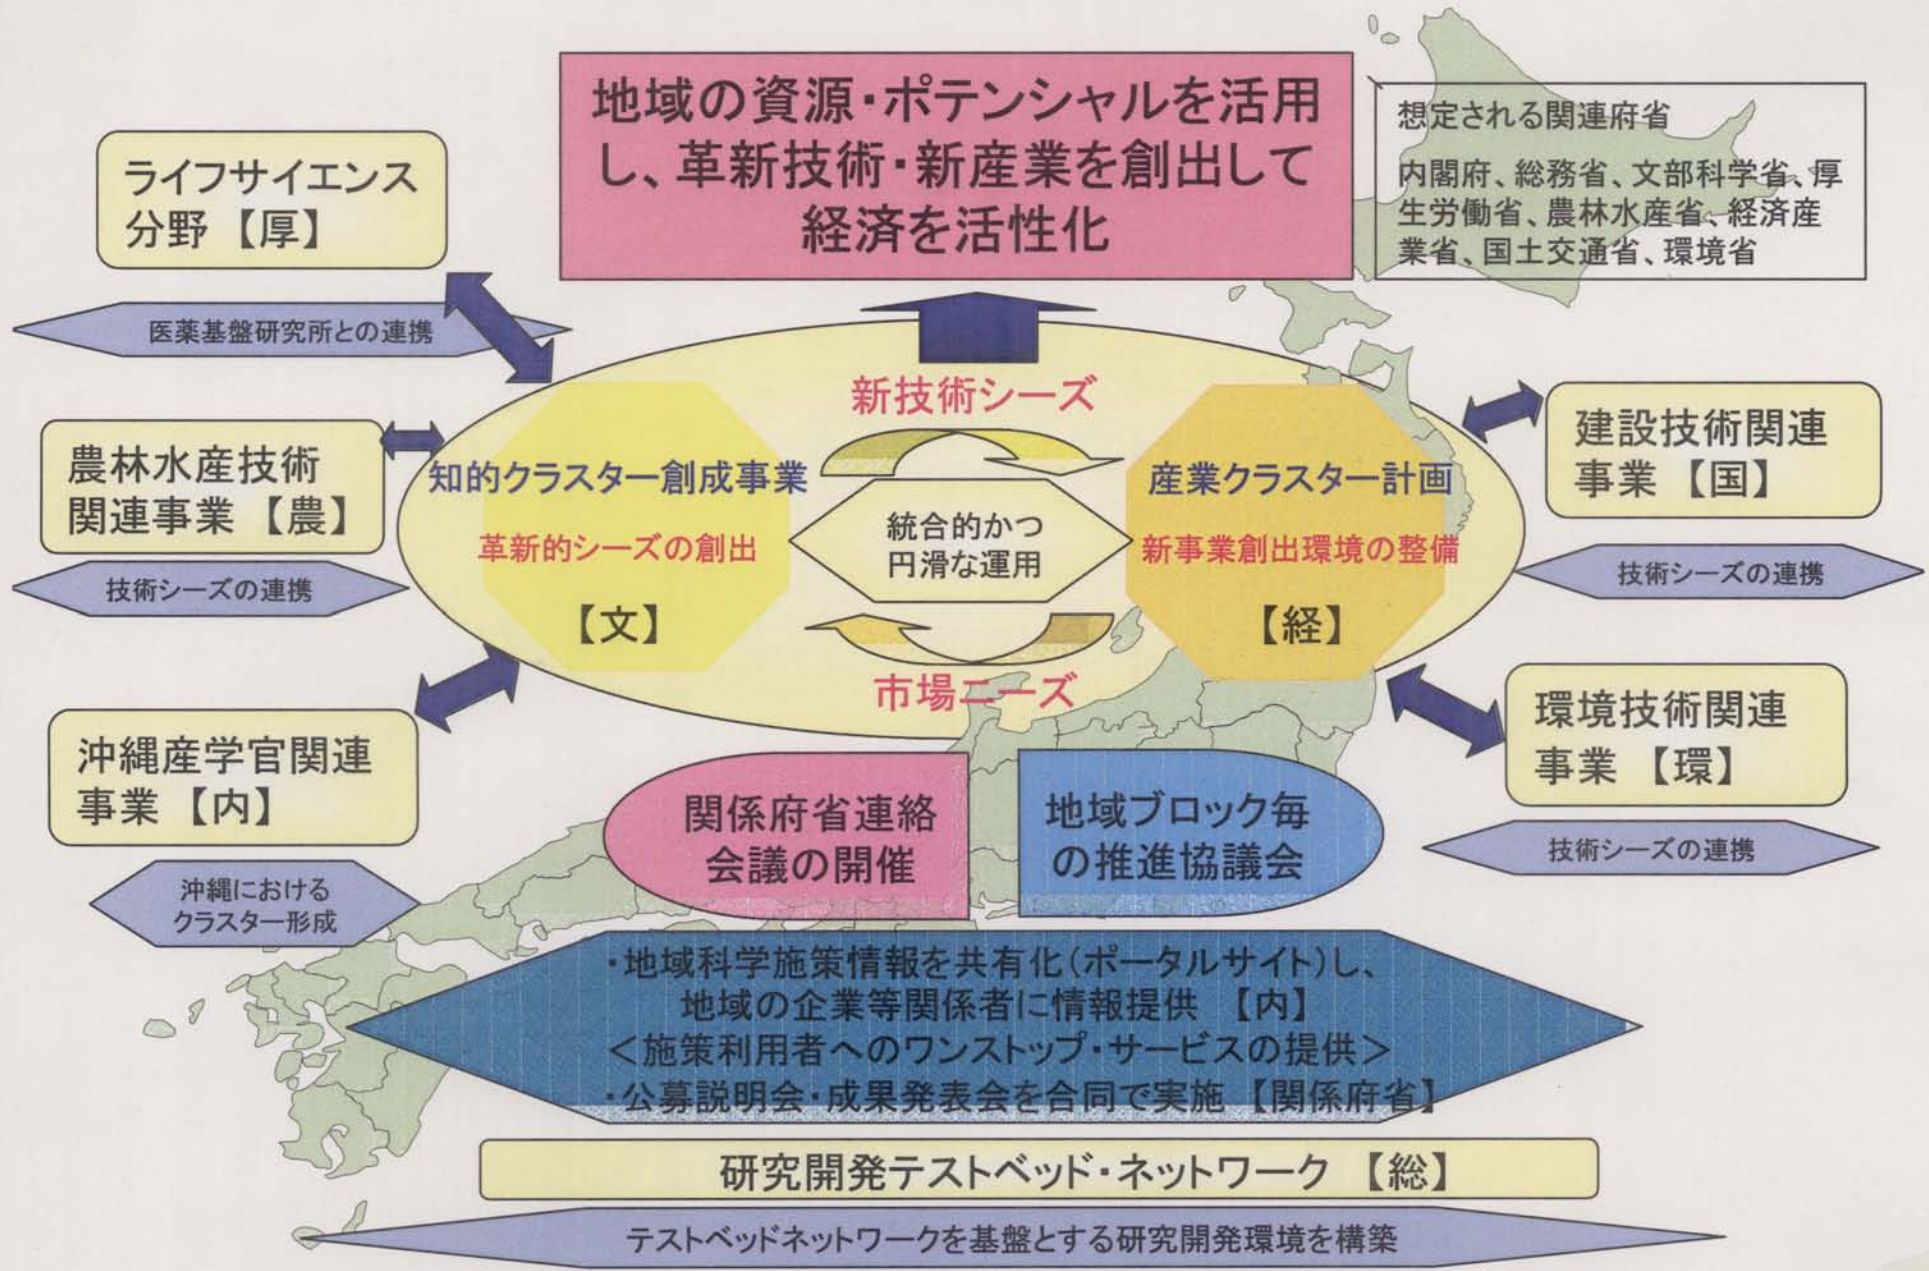 地域の資源・ポテンシャルを活用
し、革新技術・新産業を創出して
経済を活性化
想定される関連府省
内閣府、総務省、文部科学省、厚
生労働省、農林水産省、経済産
業省、国土交通省、環境省
ライフサイエンス
分野 【厚】
医薬基盤研究所との連携
農林水産技術
関連事業 【農】
技術シーズの連携
沖縄産学官関連
事業 【内】
沖縄における
クラスター形成
新技術シーズ
知的クラスター創成事業
革新的シーズの創出
【文】
統合的かつ
円滑な運用
産業クラスター計画
新事業創出環境の整備
【経】
市場ニーズ
建設技術関連
事業 【国】
技術シーズの連携
環境技術関連
事業 【環】
技術シーズの連携
関係府省連絡
会議の開催
地域ブロック毎
の推進協議会
・地域科学施策情報を共有化(ポータルサイト)し、
地域の企業等関係者に情報提供 【内】
<施策利用者へのワンストップ・サービスの提供>
・公募説明会・成果発表会を合同で実施 【関係府省】
研究開発テストベッド・ネットワーク 【総】
テストベッドネットワークを基盤とする研究開発環境を構築